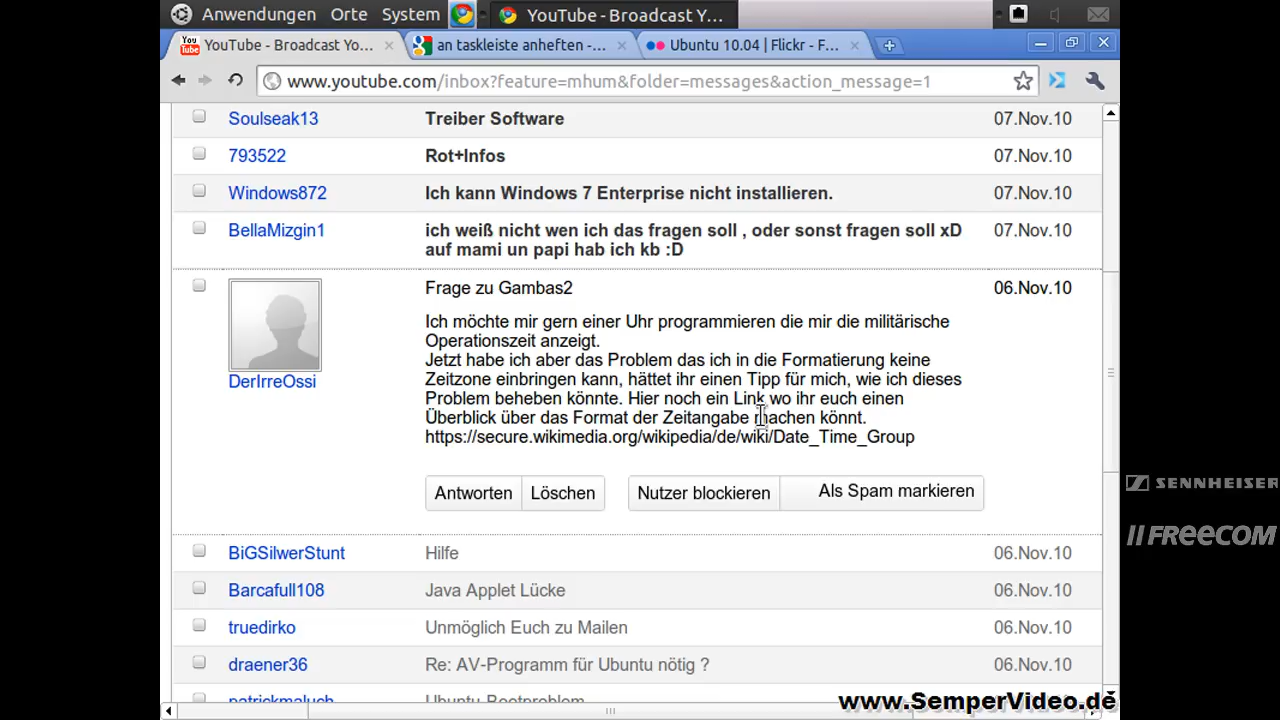 Anwendungen Orte System YouTube - Broadcast Y...
You Tube YouTube - Broadcast Yo... an taskleiste anheften -... Ubuntu 10.04 | Flickr - F...
www.youtube.com/inbox?feature=mhum&folder=messages&action_message=1
Soulseak13 Treiber Software 07.Nov.10
793522 Rot+Infos 07.Nov.10
Windows872 Ich kann Windows 7 Enterprise nicht installieren. 07.Nov.10
BellaMizgin1 ich weiß nicht wen ich das fragen soll , oder sonst fragen soll xD 07.Nov.10
auf mami un papi hab ich kb :D
Frage zu Gambas2 06.Nov.10
Ich möchte mir gern einer Uhr programmieren die mir die militärische
Operationszeit anzeigt.
Jetzt habe ich aber das Problem das ich in die Formatierung keine
DerIrreOssi Zeitzone einbringen kann, hättet ihr einen Tipp für mich, wie ich dieses
Problem beheben könnte. Hier noch ein Link wo ihr euch einen
Überblick über das Format der Zeitangabe machen könnt.
https://secure.wikimedia.org/wikipedia/de/wiki/Date_Time_Group
Antworten Löschen Nutzer blockieren Als Spam markieren
BiGSilwerStunt Hilfe 06.Nov.10
Barcafull108 Java Applet Lücke 06.Nov.10
truedirko Unmöglich Euch zu Mailen 06.Nov.10
draener36 Re: AV-Programm für Ubuntu nötig ? 06.Nov.10
patrickmaluch Ubuntu-Bootproblem
www.SemperVideo.de
SENNHEISER
FREECOM